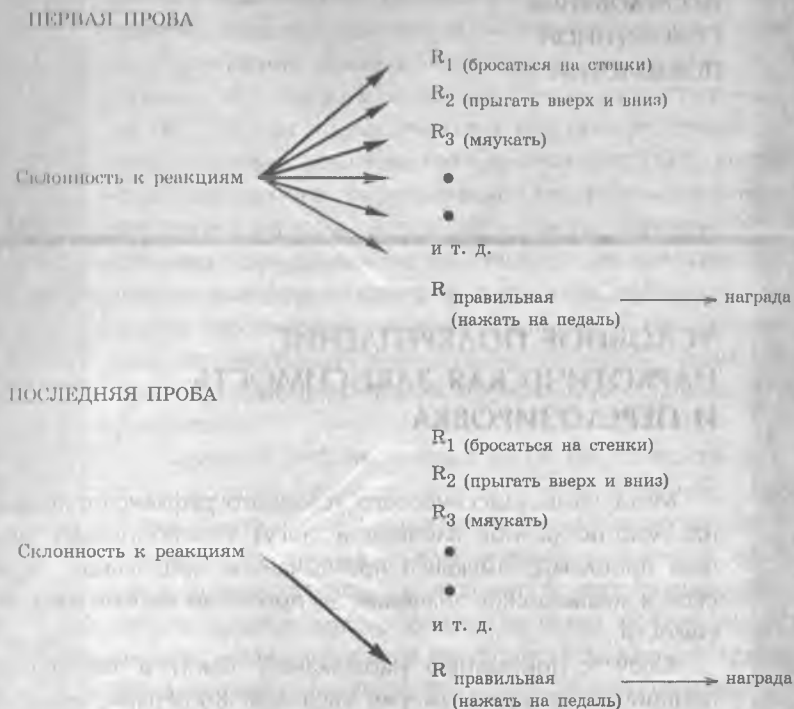 ПЕРВАЯ ПРОБА
R1 (бросаться на стенки)
R2 (прыгать вверх и вниз)
R3 (мяукать)
Склонность к реакциям
и т. д.
R правильная награда
(нажать на педаль)
ПОСЛЕДНЯЯ ПРОБА
R1 (бросаться на стенки)
R2 (прыгать вверх и вниз)
R3 (мяукать)
Склонность к реакциям
и т. д.
R правильная награда
(нажать на педаль)